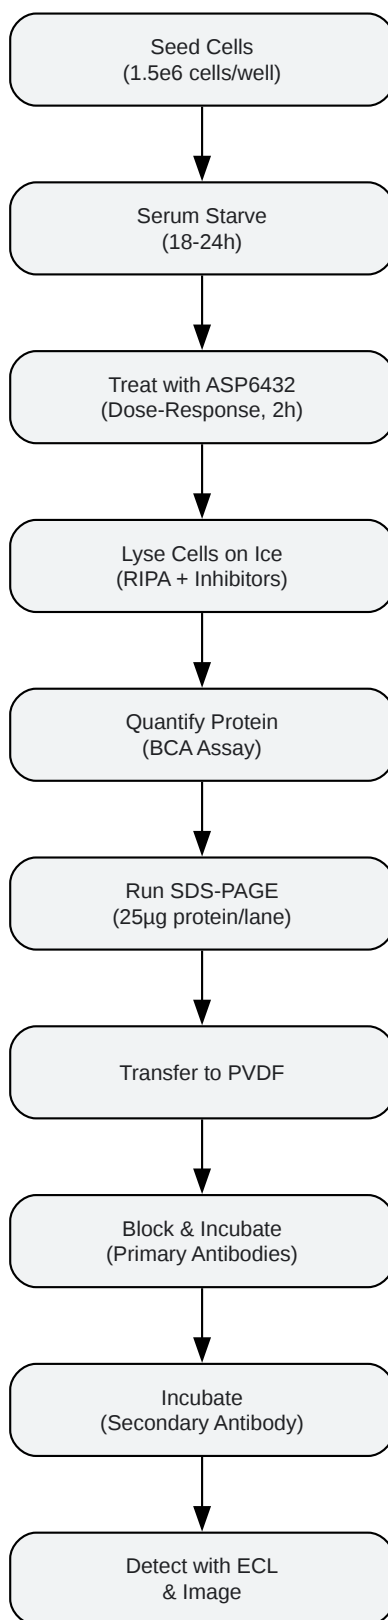 Seed Cells
(1.5e6 cells/well)
Serum Starve
(18-24h)
Treat with ASP6432
(Dose-Response, 2h)
Lyse Cells on Ice
(RIPA + Inhibitors)
Quantify Protein
(BCA Assay)
Run SDS-PAGE
(25µg protein/lane)
Transfer to PVDF
Block & Incubate
(Primary Antibodies)
Incubate
(Secondary Antibody)
Detect with ECL
& Image